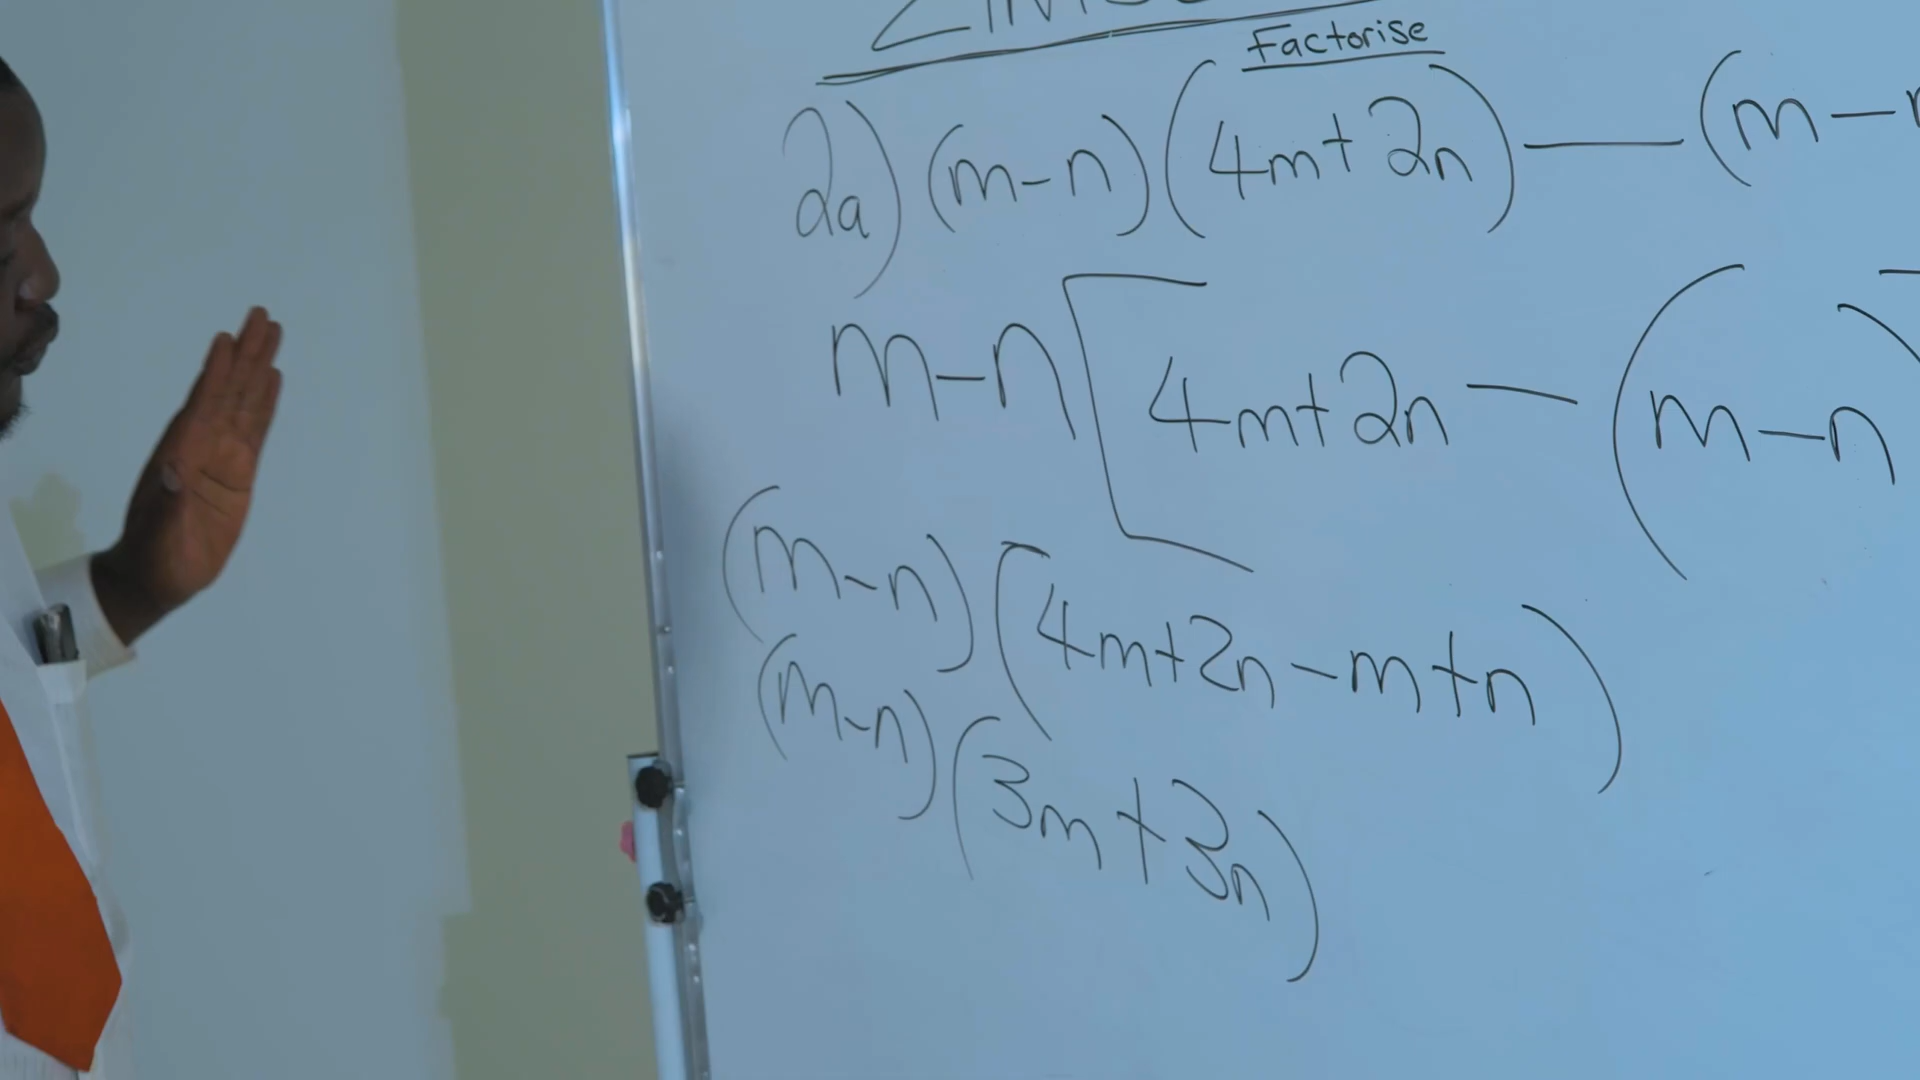 Factorise
2a) (m-n)(4m+2n) — (m-
m-n[4m+2n-(m-n)
(m-n)(4m+2n-m+n)
(m-n)(3m+3n)